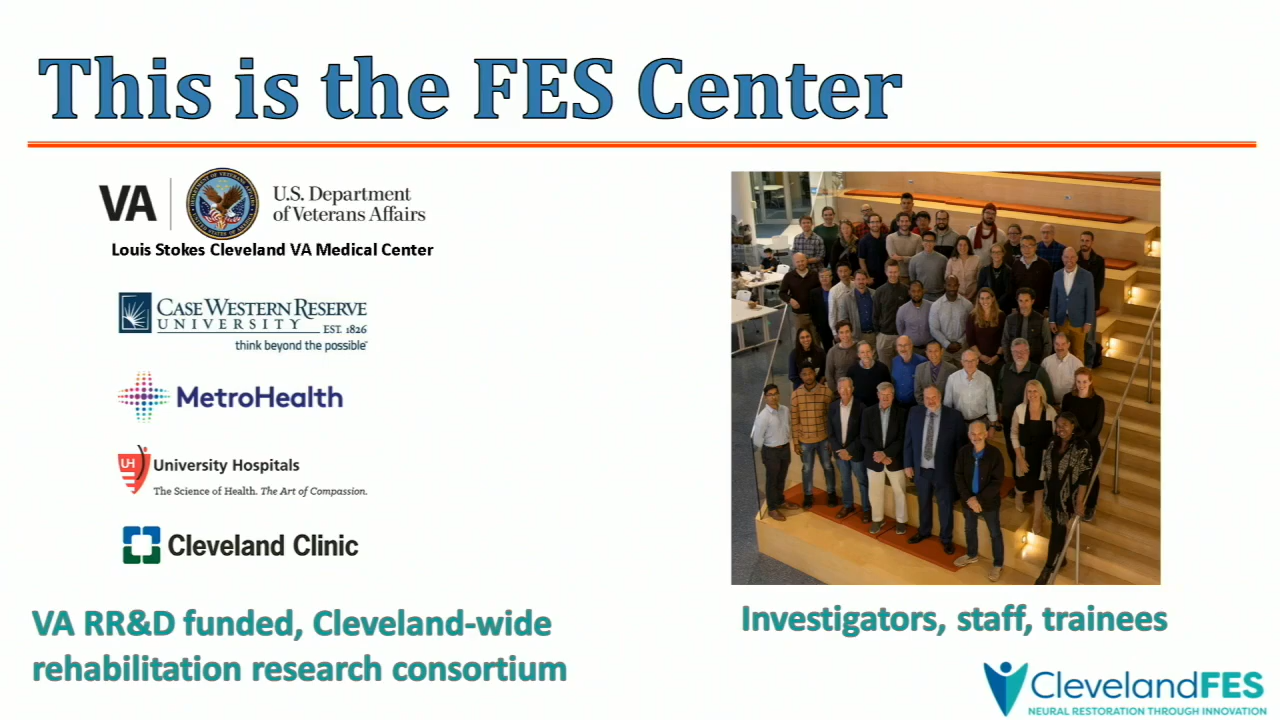 This is the FES Center
VA
U.S. Department
of Veterans Affairs
Louis Stokes Cleveland VA Medical Center
CASE WESTERN RESERVE
UNIVERSITY EST. 1826
think beyond the possible
MetroHealth
UH
University Hospitals
The Science of Health. The Art of Compassion.
Cleveland Clinic
VA RR&D funded, Cleveland-wide
rehabilitation research consortium
Investigators, staff, trainees
ClevelandFES
NEURAL RESTORATION THROUGH INNOVATION